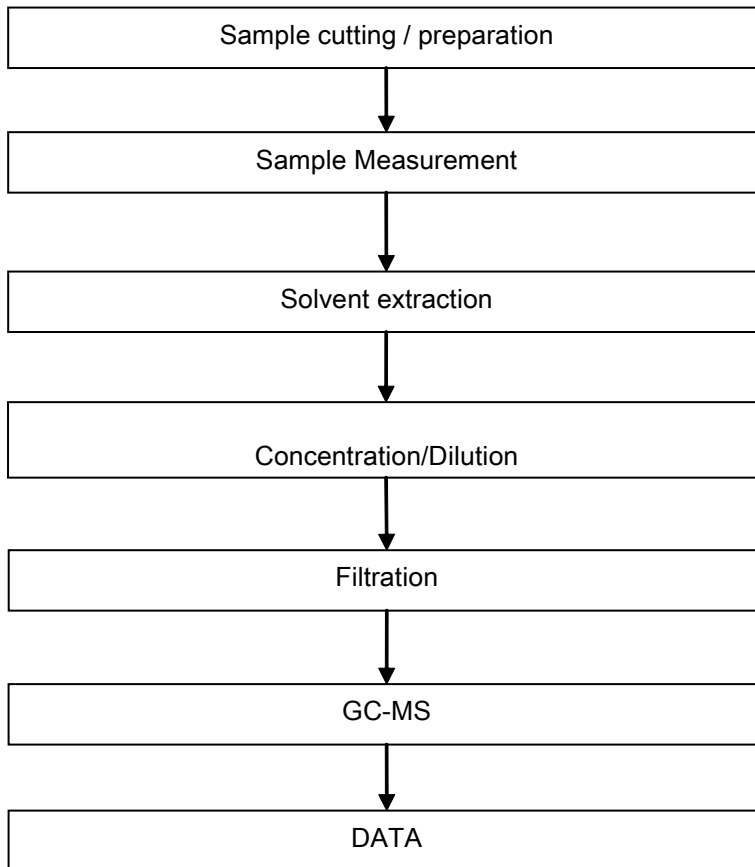 Sample cutting / preparation
Sample Measurement
Solvent extraction
Concentration/Dilution
Filtration
GC-MS
DATA